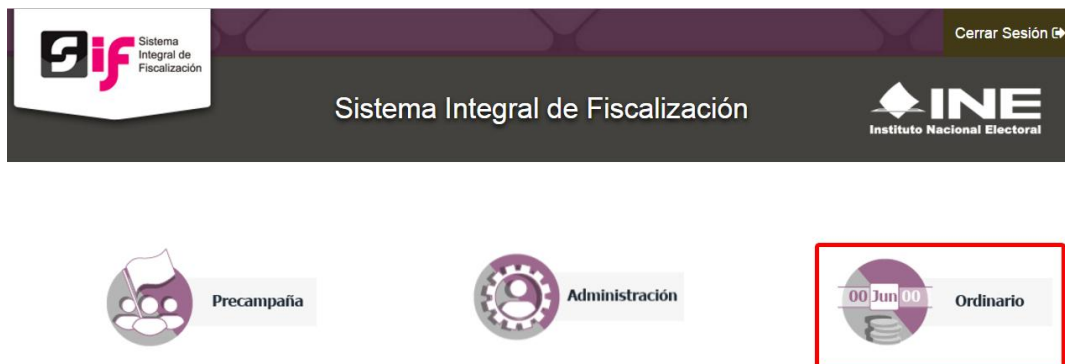 Sif
Sistema
Integral de
Fiscalización
Cerrar Sesión
Sistema Integral de Fiscalización
INE
Instituto Nacional Electoral
Precampaña
Administración
00 Jun 00
Ordinario